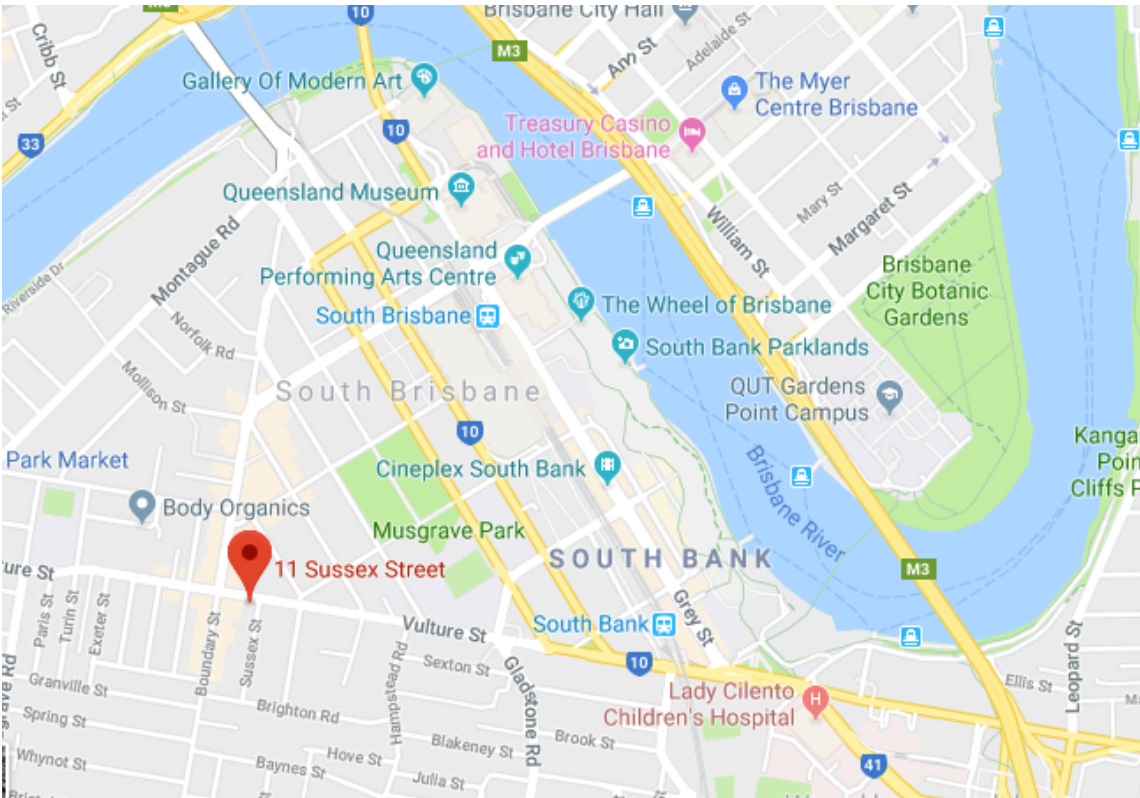 Brisbane City Hall
10
M3
Cribb St
Ann St
Adelaide St
Gallery Of Modern Art
The Myer
Centre Brisbane
33
10
Treasury Casino
and Hotel Brisbane
Queensland Museum
Mary St
Margaret St
William St
Montague Rd
Riverside Dr
Queensland
Performing Arts Centre
Brisbane
City Botanic
Gardens
The Wheel of Brisbane
South Brisbane
Norfolk Rd
South Bank Parklands
Mollison St
South Brisbane
QUT Gardens
Point Campus
10
Kanga
Poin
Cliffs P
Park Market
Cineplex South Bank
Brisbane River
Body Organics
Musgrave Park
SOUTH BANK
11 Sussex Street
M3
ure St
Paris St
Turin St
Exeter St
Boundary St
Sussex St
Vulture St
South Bank
Grey St
H
Hampstead Rd
Sexton St
Gladstone Rd
10
Lady Cilento
Children's Hospital
Leopard St
Ellis St
Ma
grave Rd
Granville St
Brighton Rd
Spring St
Blakeney St
Brook St
Whynot St
Hove St
Baynes St
Julia St
41